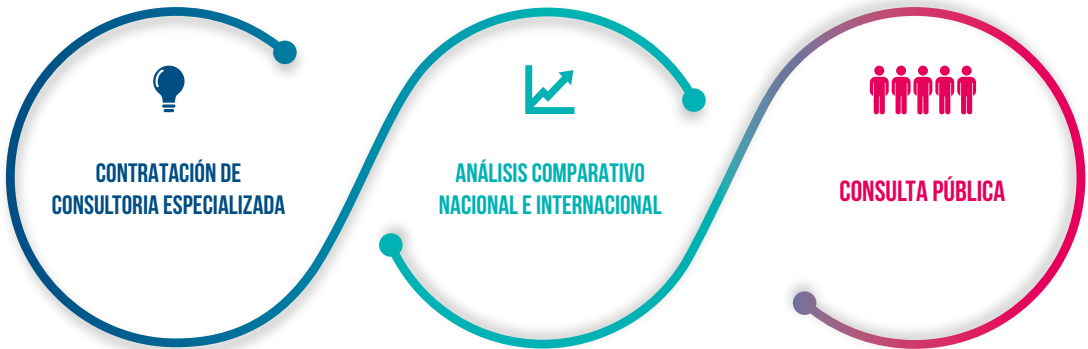 CONTRATACIÓN DE
CONSULTORIA ESPECIALIZADA
ANÁLISIS COMPARATIVO
NACIONAL E INTERNACIONAL
CONSULTA PÚBLICA